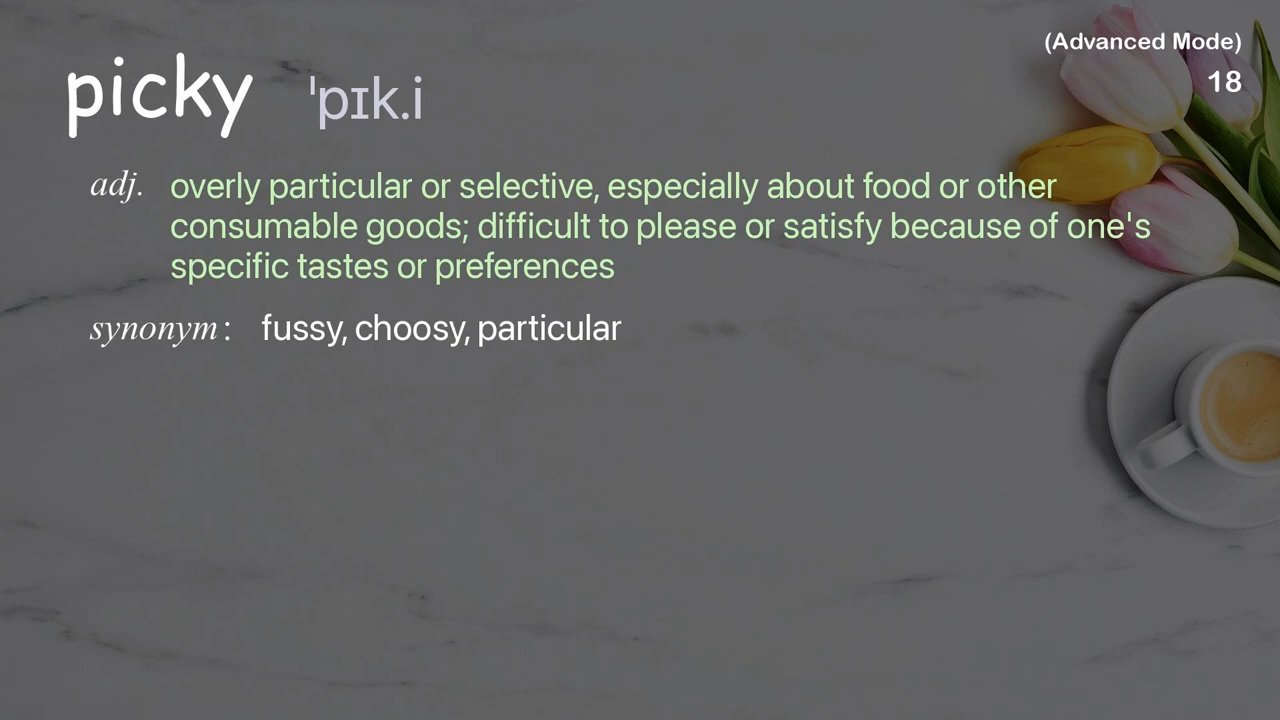 (Advanced Mode)
18
picky ˈpɪk.i
adj. overly particular or selective, especially about food or other
consumable goods; difficult to please or satisfy because of one's
specific tastes or preferences
synonym: fussy, choosy, particular